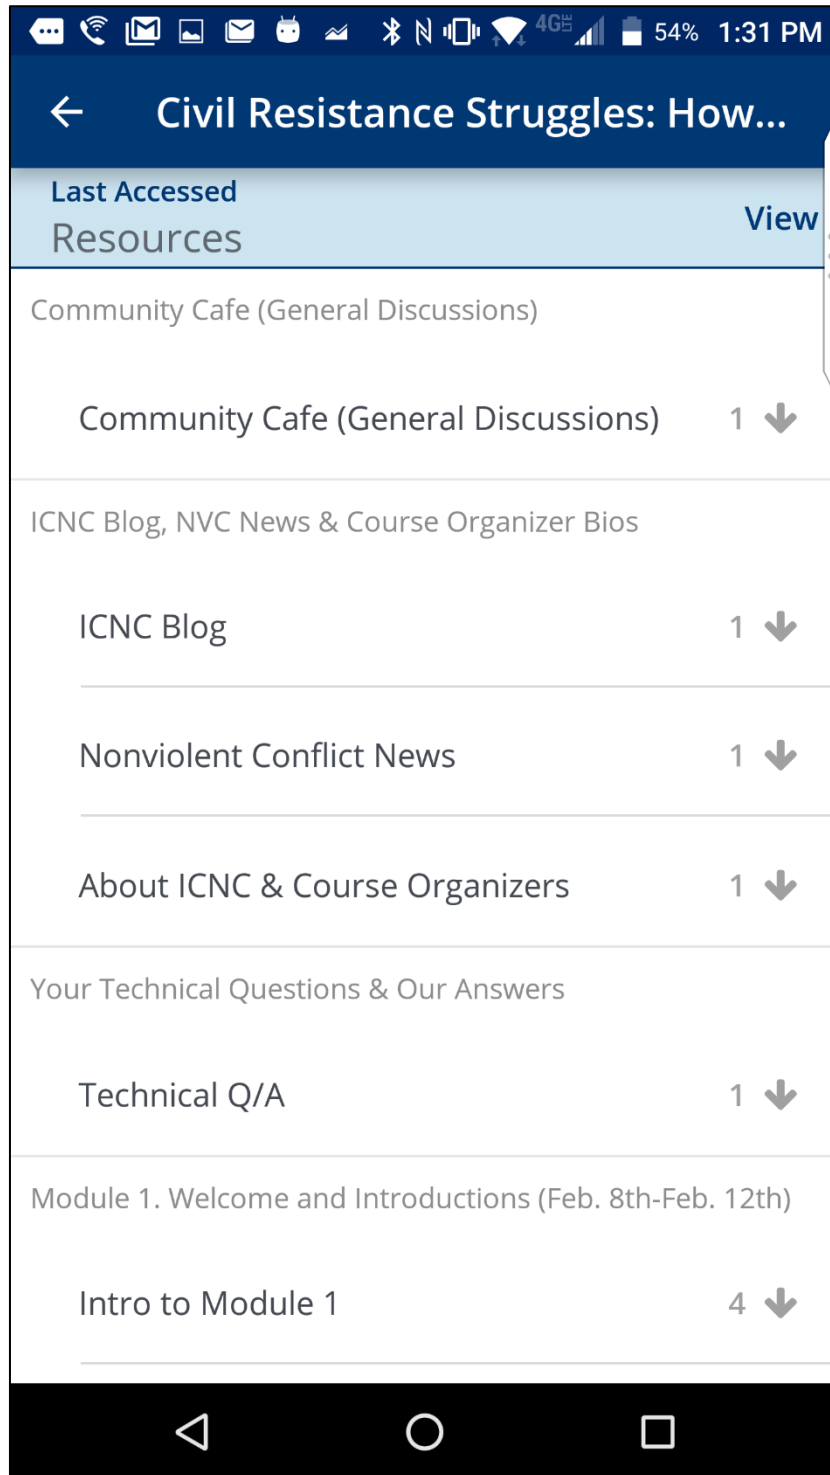 4G LTE 54% 1:31 PM
Civil Resistance Struggles: How...
Last Accessed
Resources
View
Community Cafe (General Discussions)
Community Cafe (General Discussions) 1
ICNC Blog, NVC News & Course Organizer Bios
ICNC Blog 1
Nonviolent Conflict News 1
About ICNC & Course Organizers 1
Your Technical Questions & Our Answers
Technical Q/A 1
Module 1. Welcome and Introductions (Feb. 8th-Feb. 12th)
Intro to Module 1 4